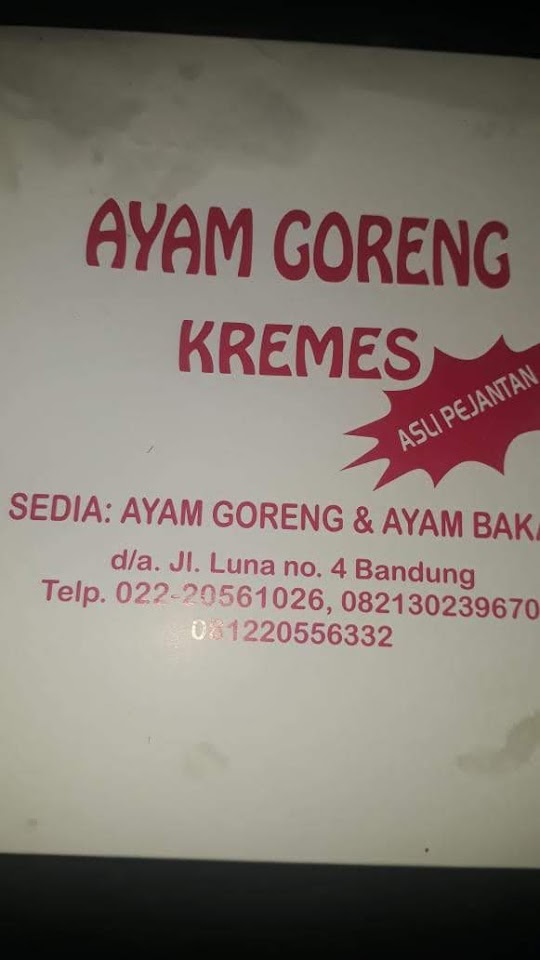 AYAM GORENG
KREMES
ASLI PEJANTAN
SEDIA: AYAM GORENG & AYAM BAKA
d/a. Jl. Luna no. 4 Bandung
Telp. 022-20561026, 082130239670
081220556332